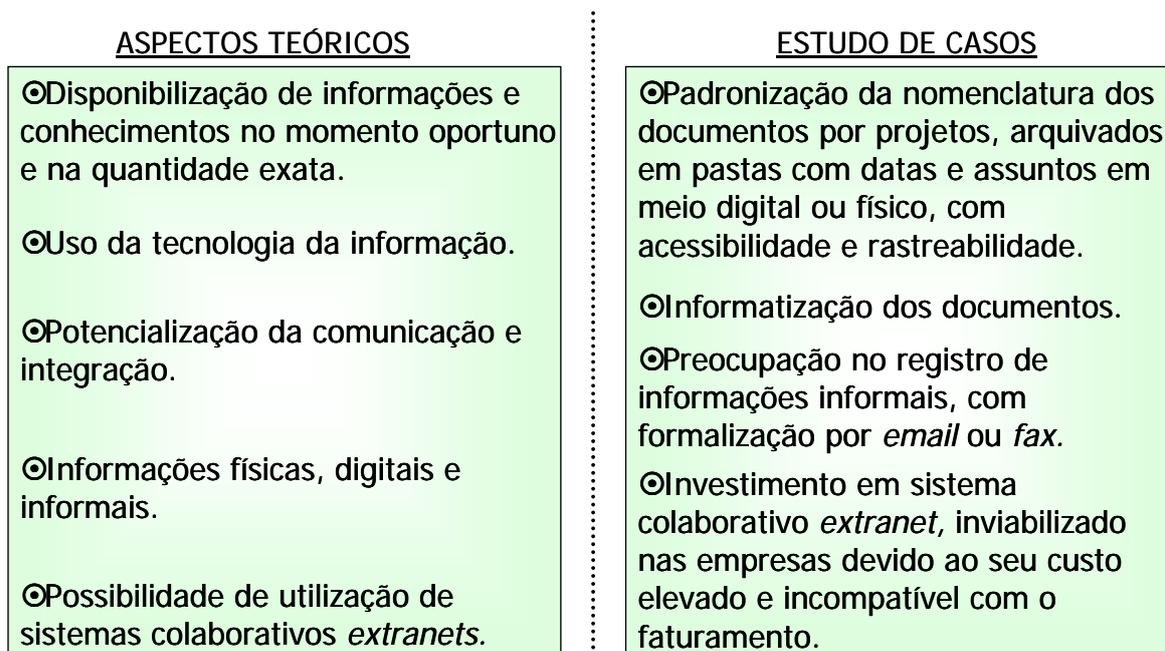 ASPECTOS TEÓRICOS
⊙Disponibilização de informações e
conhecimentos no momento oportuno
e na quantidade exata.
⊙Uso da tecnologia da informação.
⊙Potencialização da comunicação e
integração.
⊙Informações físicas, digitais e
informais.
⊙Possibilidade de utilização de
sistemas colaborativos extranets.
ESTUDO DE CASOS
⊙Padronização da nomenclatura dos
documentos por projetos, arquivados
em pastas com datas e assuntos em
meio digital ou físico, com
acessibilidade e rastreabilidade.
⊙Informatização dos documentos.
⊙Preocupação no registro de
informações informais, com
formalização por email ou fax.
⊙Investimento em sistema
colaborativo extranet, inviabilizado
nas empresas devido ao seu custo
elevado e incompatível com o
faturamento.